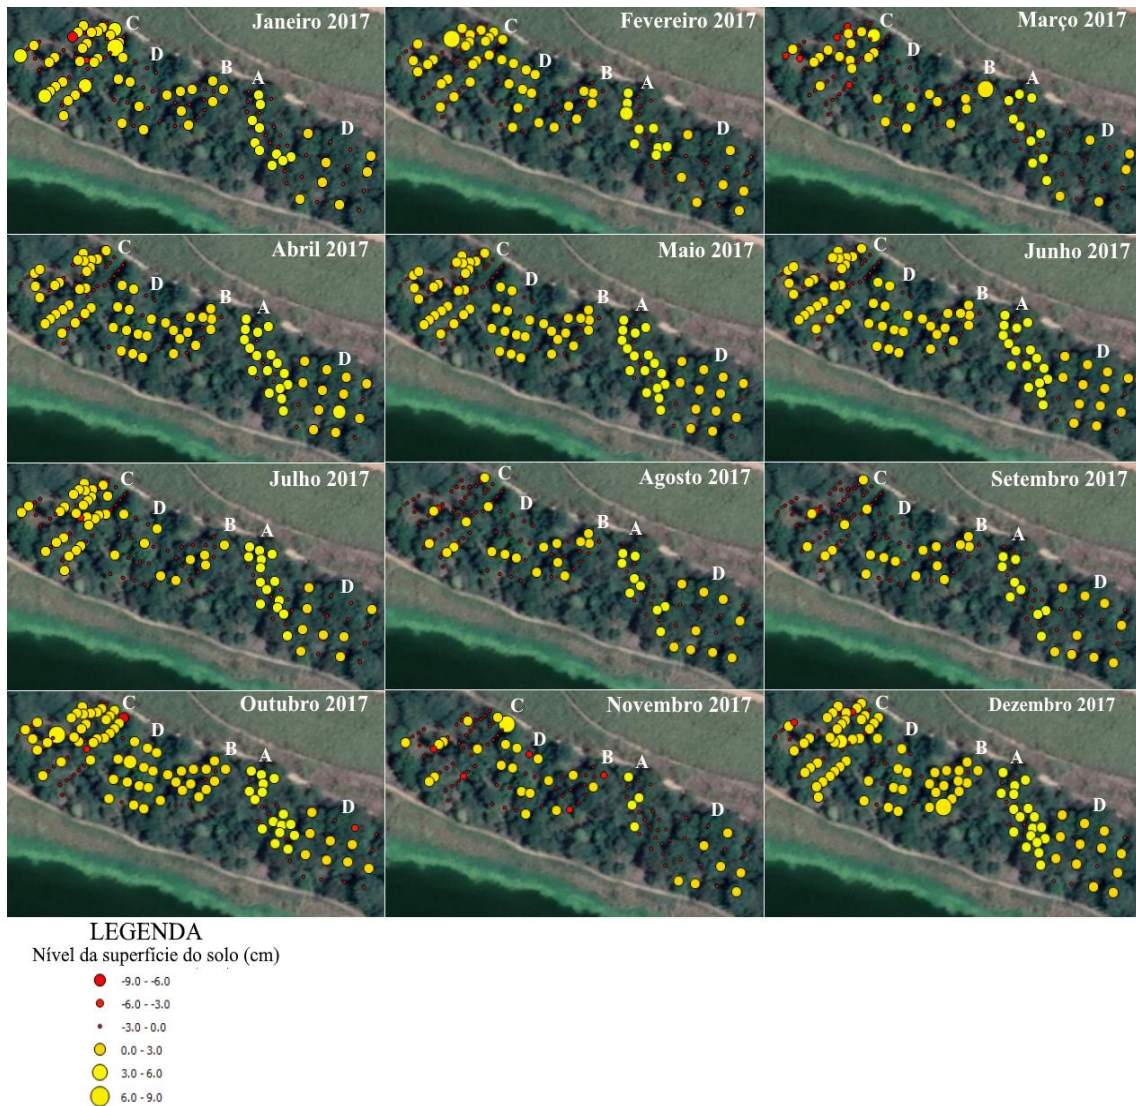 Janeiro 2017
C
D
B
A
D
Fevereiro 2017
C
D
B
A
D
Março 2017
C
D
B
A
D
Abril 2017
C
D
B
A
D
Maio 2017
C
D
B
A
D
Junho 2017
C
D
B
A
D
Julho 2017
C
D
B
A
D
Agosto 2017
C
D
B
A
D
Setembro 2017
C
D
B
A
D
Outubro 2017
C
D
B
A
D
Novembro 2017
C
D
B
A
D
Dezembro 2017
C
D
B
A
D
LEGENDA
Nível da superfície do solo (cm)
-9.0 - -6.0
-6.0 - -3.0
-3.0 - 0.0
0.0 - 3.0
3.0 - 6.0
6.0 - 9.0